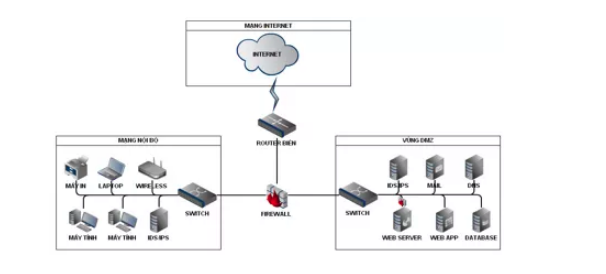 MẠNG INTERNET
INTERNET
ROUTER BIÊN
MẠNG NỘI BỘ
MÁY IN
LAPTOP
WIRELESS
SWITCH
MÁY TÍNH
MÁY TÍNH
IDS/IPS
FIREWALL
VÙNG DMZ
SWITCH
IDS/IPS
MAIL
DNS
WEB SERVER
WEB APP
DATABASE